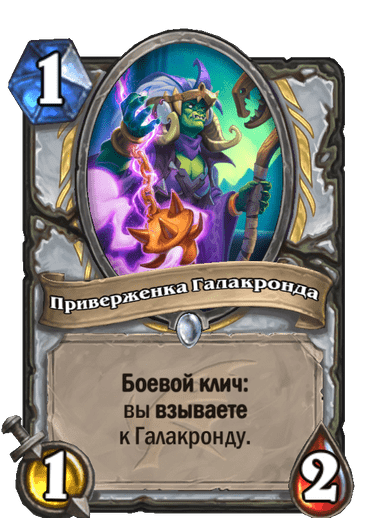 1
Приверженка Галакронда
Боевой клич:
вы взываете
к Галакронду.
1
2